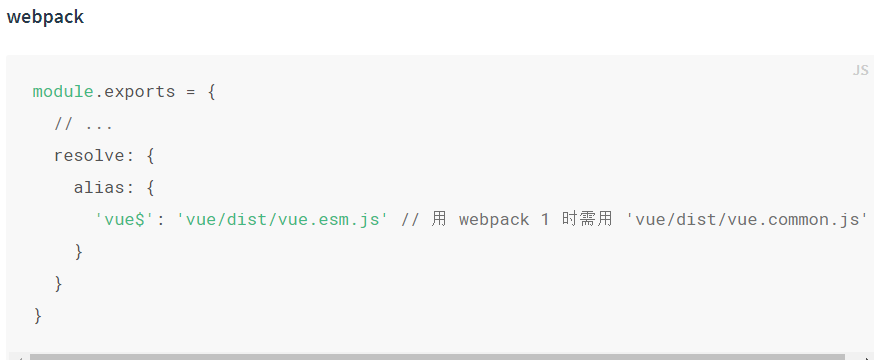 webpack
JS
module.exports = {
  // ...
  resolve: {
    alias: {
      'vue$': 'vue/dist/vue.esm.js' // 用 webpack 1 时需用 'vue/dist/vue.common.js'
    }
  }
}